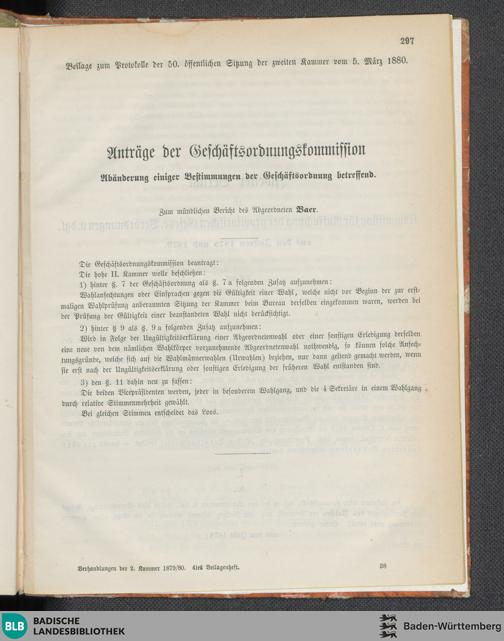 297
Beilage zum Protokolle der 50. öffentlichen Sitzung der zweiten Kammer vom 5. März 1880.
Anträge der Geschäftsordnungskommission
Abänderung einiger Bestimmungen der Geschäftsordnung betreffend.
Zum mündlichen Bericht des Abgeordneten Baer.
Die Geschäftsordnungskommission beantragt:
Die hohe II. Kammer wolle beschließen:
1) hinter §. 7 der Geschäftsordnung als §. 7a folgenden Zusatz aufzunehmen:
Wahlanfechtungen oder Einsprachen gegen die Gültigkeit einer Wahl, welche nicht vor Beginn der zur erst-
maligen Wahlprüfung anberaumten Sitzung der Kammer beim Bureau derselben eingekommen waren, werden bei
der Prüfung der Gültigkeit einer beanstandeten Wahl nicht berücksichtigt.
2) hinter § 9 als §. 9a folgenden Zusatz aufzunehmen:
Wird in Folge der Ungültigkeitserklärung einer Abgeordnetenwahl oder einer sonstigen Erledigung derselben
eine neue von dem nämlichen Wahlkörper vorzunehmende Abgeordnetenwahl nothwendig, so können solche Anfech-
tungsgründe, welche sich auf die Wahlmännerwahlen (Urwahlen) beziehen, nur dann geltend gemacht werden, wenn
sie erst nach der Ungültigkeitserklärung oder sonstigen Erledigung der früheren Wahl entstanden sind.
3) den §. 11 dahin neu zu fassen:
Die beiden Vicepräsidenten werden, jeder in besonderem Wahlgang, und die 4 Sekretäre in einem Wahlgang
durch relative Stimmenmehrheit gewählt.
Bei gleichen Stimmen entscheidet das Loos.
Verhandlungen der 2. Kammer 1879/80. 4tes Beilagenheft.
38
BLB
BADISCHE
LANDESBIBLIOTHEK
Baden-Württemberg